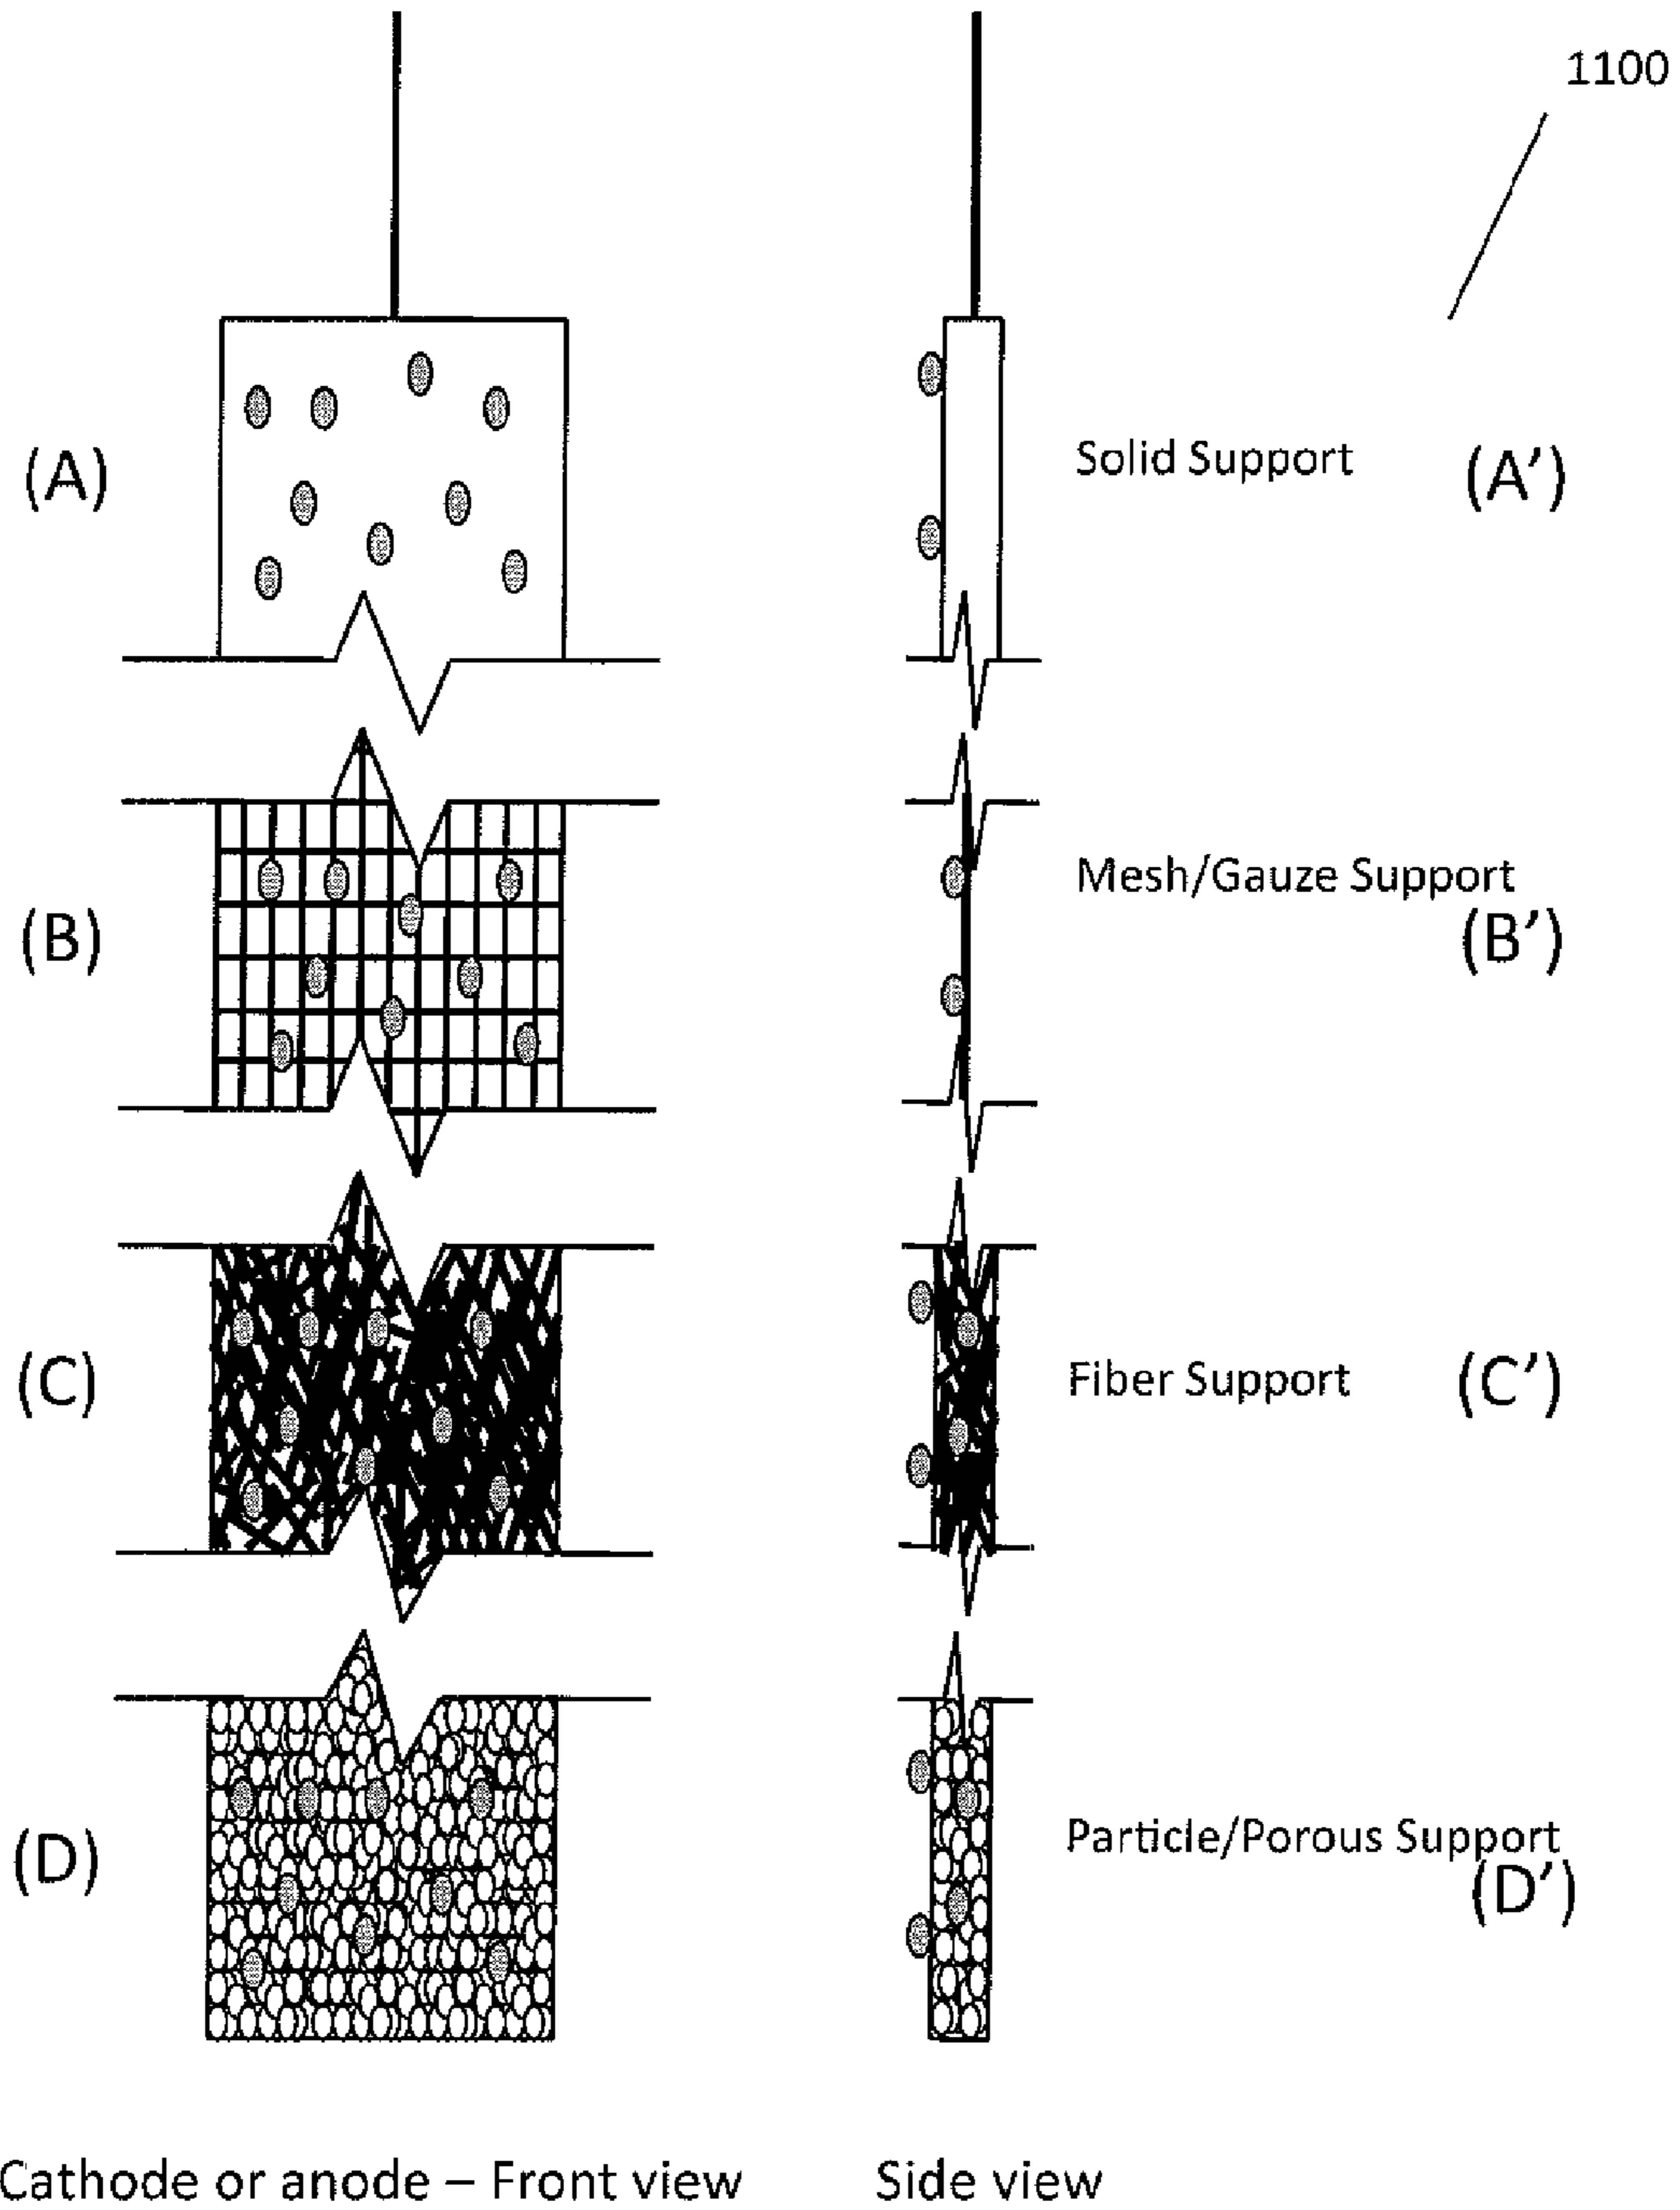 1100
(A)
Solid Support
(A’)
(B)
Mesh/Gauze Support
(B’)
(C)
Fiber Support
(C’)
(D)
Particle/Porous Support
(D’)
Cathode or anode – Front view
Side view